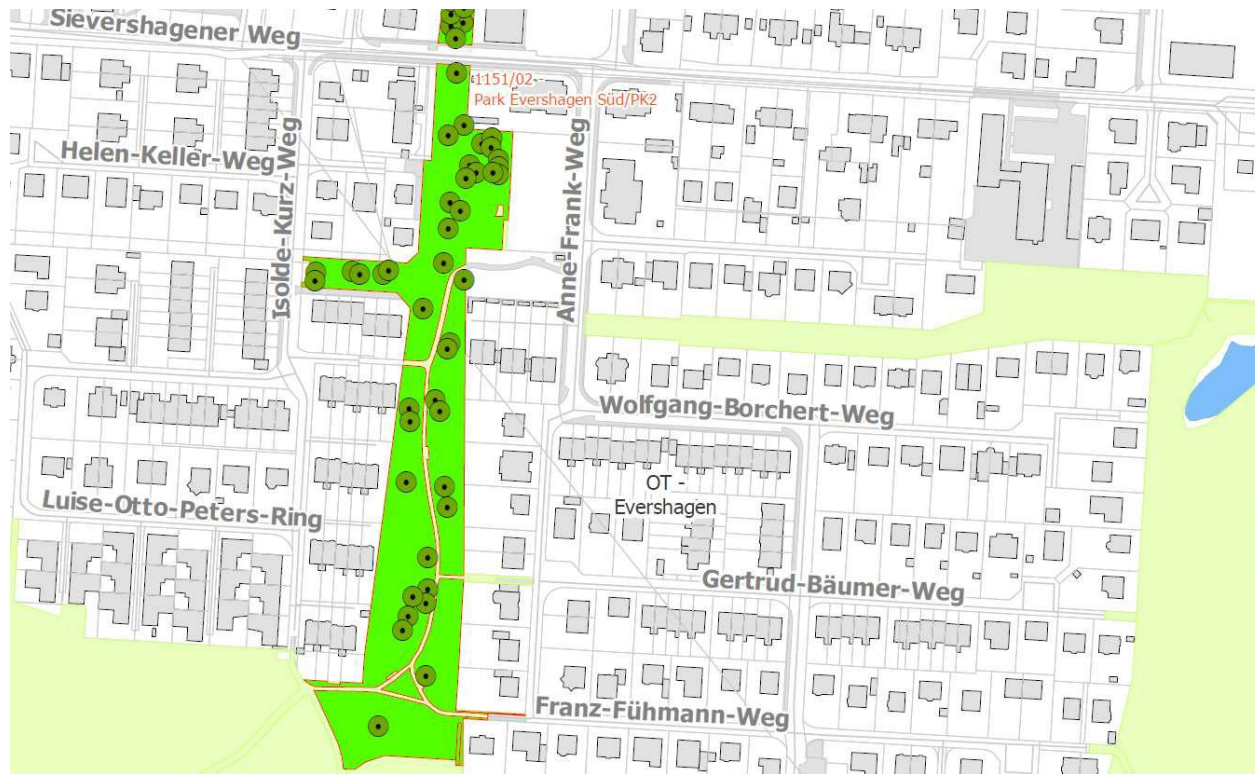 Sievershagener Weg
1151/02 -
Park Evershagen Süd/PK2
Helen-Keller-Weg
Isolde-Kurz-Weg
Anne-Frank-Weg
Wolfgang-Borchert-Weg
OT -
Evershagen
Luise-Otto-Peters-Ring
Gertrud-Bäumer-Weg
Franz-Fühmann-Weg